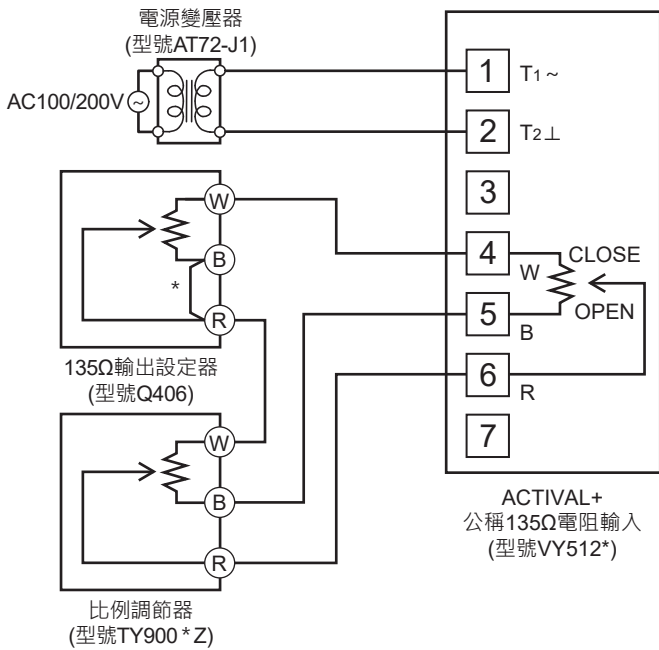 電源變壓器
(型號AT72-J1)
AC100/200V
~
1 T1~
2 T2⊥
3
4 W
CLOSE
OPEN
5 B
6 R
7
W
B
*
R
135Ω輸出設定器
(型號Q406)
W
B
R
比例調節器
(型號TY900*Z)
ACTIVAL+
公稱135Ω電阻輸入
(型號VY512*)